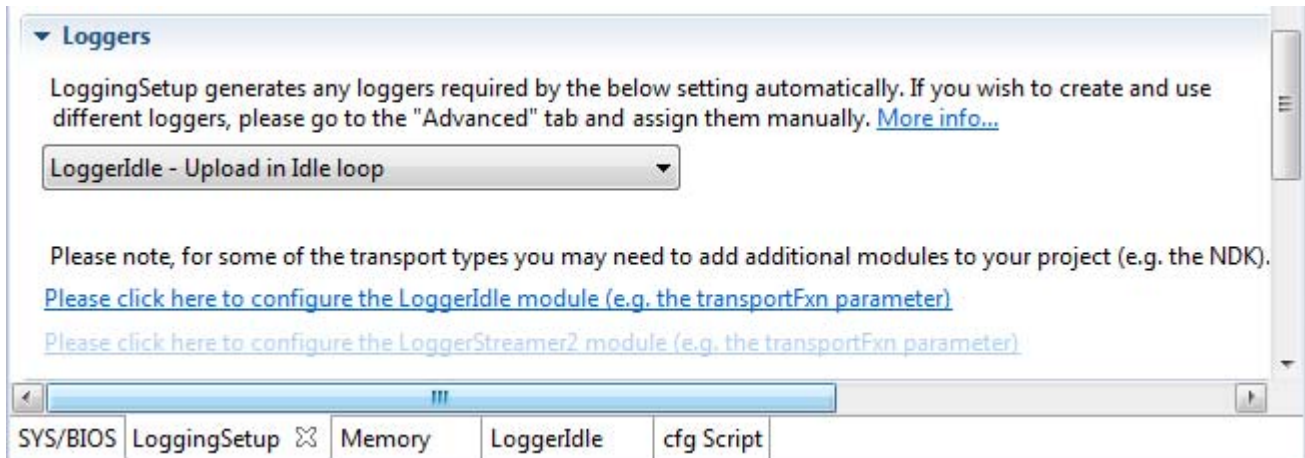 Loggers
LoggingSetup generates any loggers required by the below setting automatically. If you wish to create and use
different loggers, please go to the "Advanced" tab and assign them manually. More info...
LoggerIdle - Upload in Idle loop
Please note, for some of the transport types you may need to add additional modules to your project (e.g. the NDK).
Please click here to configure the LoggerIdle module (e.g. the transportFxn parameter)
Please click here to configure the LoggerStreamer2 module (e.g. the transportFxn parameter)
SYS/BIOS LoggingSetup Memory LoggerIdle cfg Script